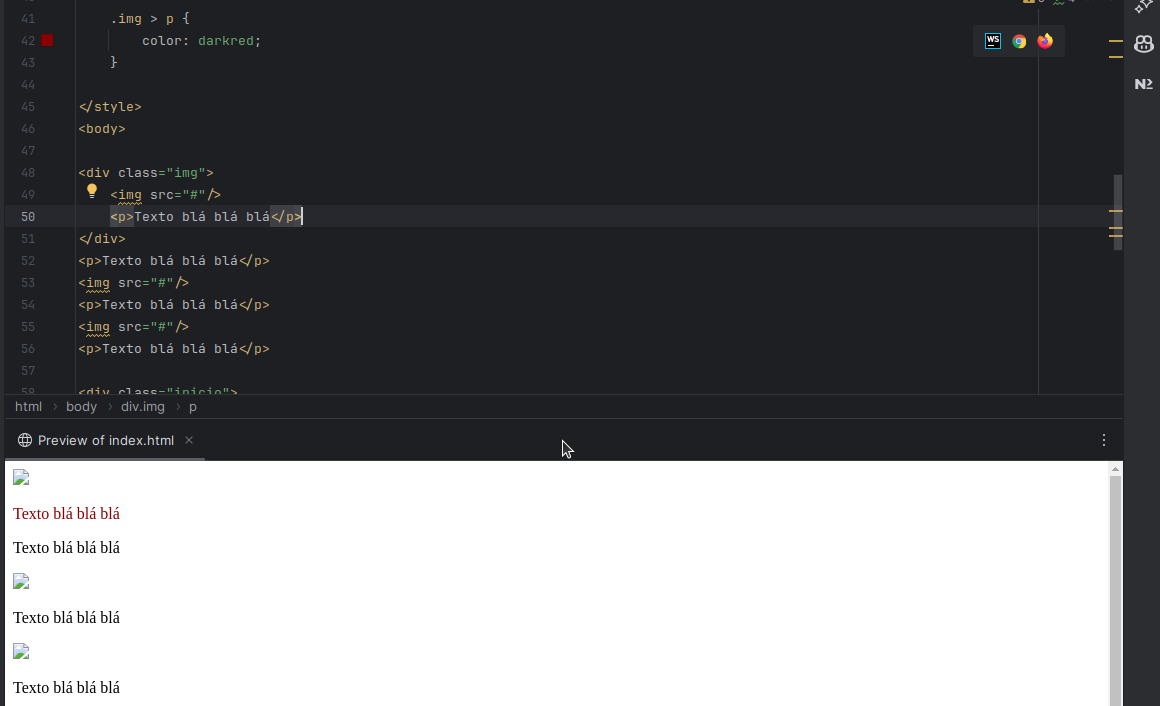 41 .img > p {
42 color: darkred;
WS
43 }
44
N
45 </style>
46 <body>
47
48 <div class="img">
49 <img src="#"/>
50 <p>Texto blá blá blá</p>
51 </div>
52 <p>Texto blá blá blá</p>
53 <img src="#"/>
54 <p>Texto blá blá blá</p>
55 <img src="#"/>
56 <p>Texto blá blá blá</p>
57
58 <div class="inicio">
html › body › div.img › p
Preview of index.html ×
Texto blá blá blá
Texto blá blá blá
Texto blá blá blá
Texto blá blá blá